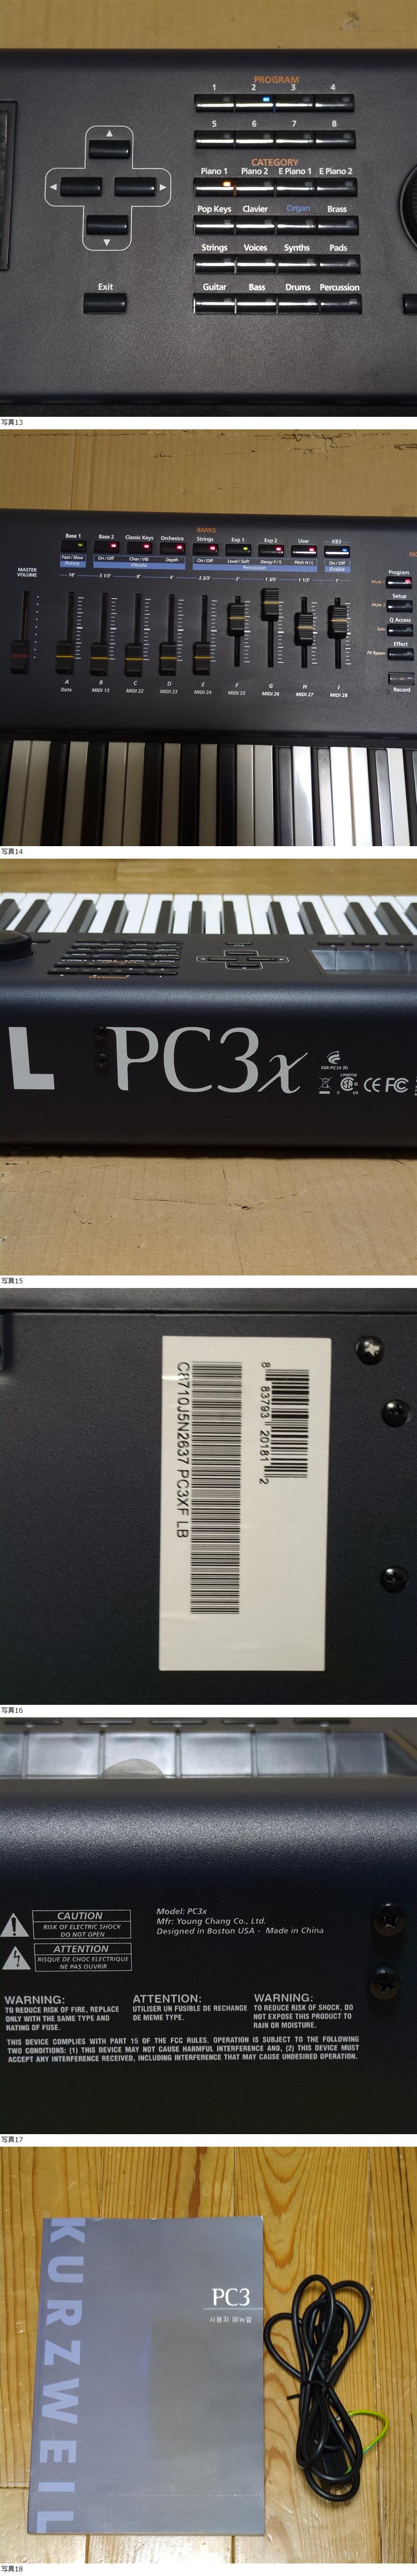 PROGRAM
1 2 3 4
5 6 7 8
CATEGORY
Piano 1 Piano 2 E Piano 1 E Piano 2
Pop Keys Clavier Organ Brass
Strings Voices Synths Pads
Exit
Guitar Bass Drums Percussion
写真13
BANKS
Base 1 Base 2 Classic Keys Orchestra Strings Exp 1 Exp 2 User KB3
Fast / Slow On / Off Chor / Vib Depth On / Off Loud / Soft Decay F / S Pitch H / L On / Off
Rotary Vibrato Percussion Enable
MASTER
VOLUME
16' 5 1/3' 8' 4' 2 2/3' 2' 1 3/5' 1 1/3' 1'
A B C D E F G H I
Data MIDI 13 MIDI 22 MIDI 23 MIDI 24 MIDI 25 MIDI 26 MIDI 27 MIDI 28
MO
Program
Mute 1
Setup
Mute 2
Q Access
Solo
Effect
FX Bypass
Record
写真14
L PC3x
KUR-PC3X (B)
LR98700
C US
CE FC
写真15
8 83793 20181 2
C8710J5N2637 PC3XF LB
写真16
CAUTION
RISK OF ELECTRIC SHOCK
DO NOT OPEN
ATTENTION
RISQUE DE CHOC ELECTRIQUE
NE PAS OUVRIR
Model: PC3x
Mfr: Young Chang Co., Ltd.
Designed in Boston USA - Made in China
WARNING:
TO REDUCE RISK OF FIRE, REPLACE
ONLY WITH THE SAME TYPE AND
RATING OF FUSE.
ATTENTION:
UTILISER UN FUSIBLE DE RECHANGE
DE MEME TYPE.
WARNING:
TO REDUCE RISK OF SHOCK, DO
NOT EXPOSE THIS PRODUCT TO
RAIN OR MOISTURE.
THIS DEVICE COMPLIES WITH PART 15 OF THE FCC RULES. OPERATION IS SUBJECT TO THE FOLLOWING
TWO CONDITIONS: (1) THIS DEVICE MAY NOT CAUSE HARMFUL INTERFERENCE AND, (2) THIS DEVICE MUST
ACCEPT ANY INTERFERENCE RECEIVED, INCLUDING INTERFERENCE THAT MAY CAUSE UNDESIRED OPERATION.
写真17
KURZWEIL
PC3
사용자 매뉴얼
写真18